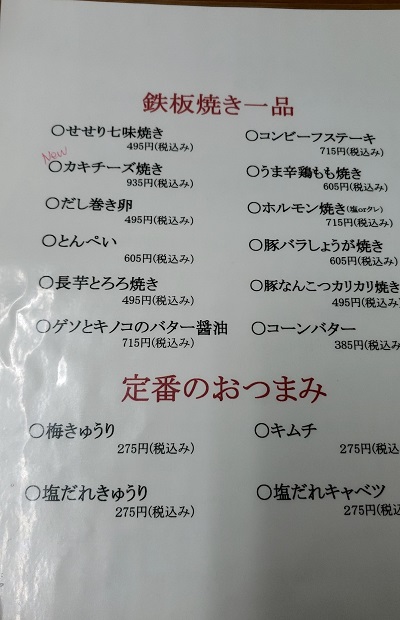 鉄板焼き一品
○せせり七味焼き
495円(税込み)
○コンビーフステーキ
715円(税込み)
New
○カキチーズ焼き
935円(税込み)
○うま辛鶏もも焼き
605円(税込み)
○だし巻き卵
495円(税込み)
○ホルモン焼き(塩orタレ)
715円(税込み)
○とんぺい
605円(税込み)
○豚バラしょうが焼き
605円(税込み)
○長芋とろろ焼き
495円(税込み)
○豚なんこつカリカリ焼き
495円(税込み)
○ゲソとキノコのバター醤油
715円(税込み)
○コーンバター
385円(税込み
定番のおつまみ
○梅きゅうり
275円(税込み)
○キムチ
275円(税込み
○塩だれきゅうり
275円(税込み)
○塩だれキャベツ
275円(税込